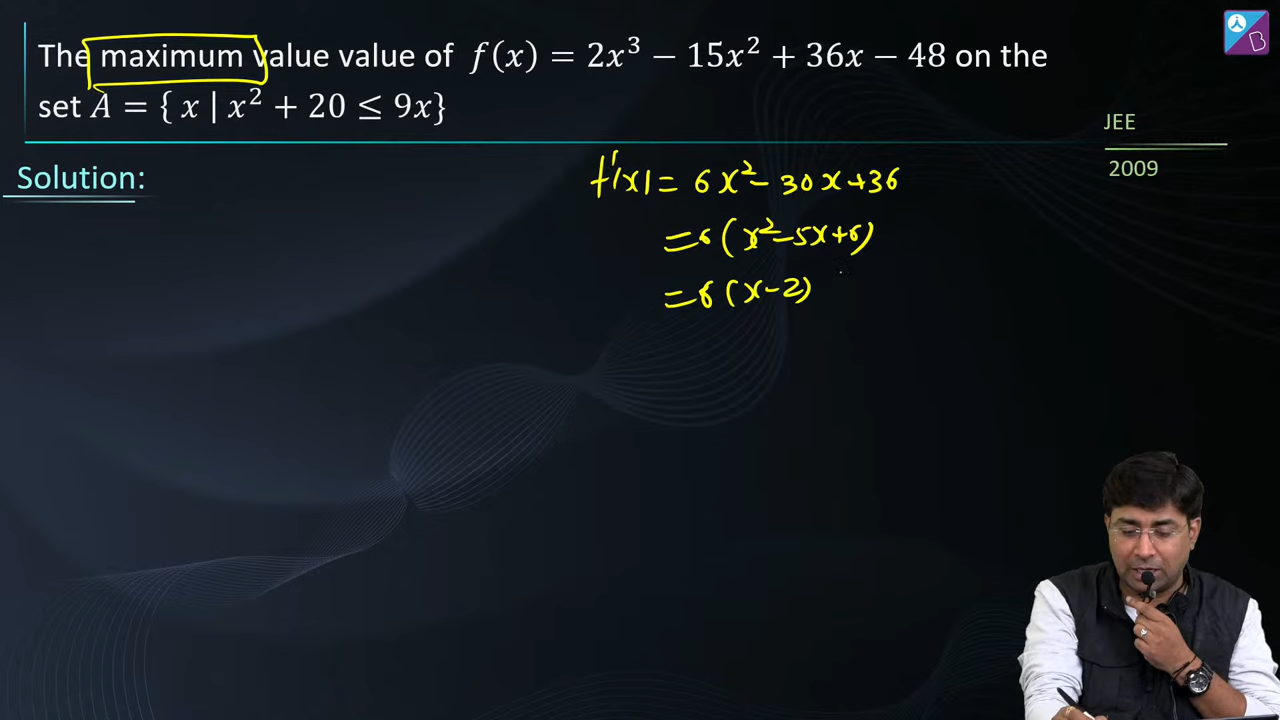 The maximum value value of f(x) = 2x³ − 15x² + 36x − 48 on the
set A = { x | x² + 20 ≤ 9x}
JEE
2009
Solution:
f'(x) = 6x² − 30x + 36
= 6(x² − 5x + 6)
= 6(x − 2)